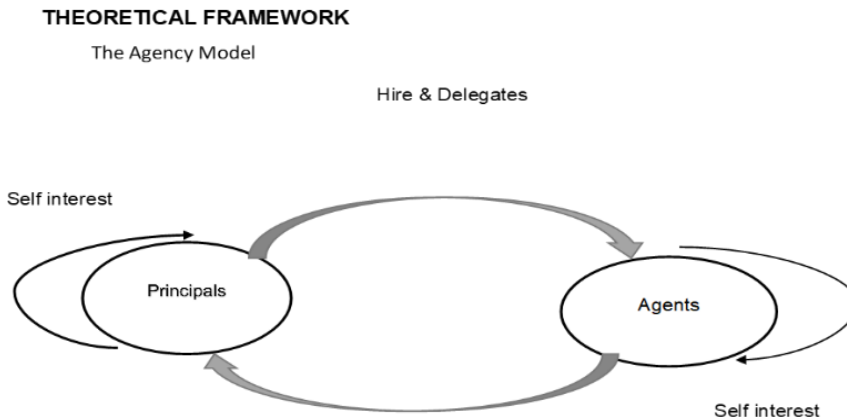 THEORETICAL FRAMEWORK
The Agency Model
Hire & Delegates
Self interest
Principals
Agents
Self interest